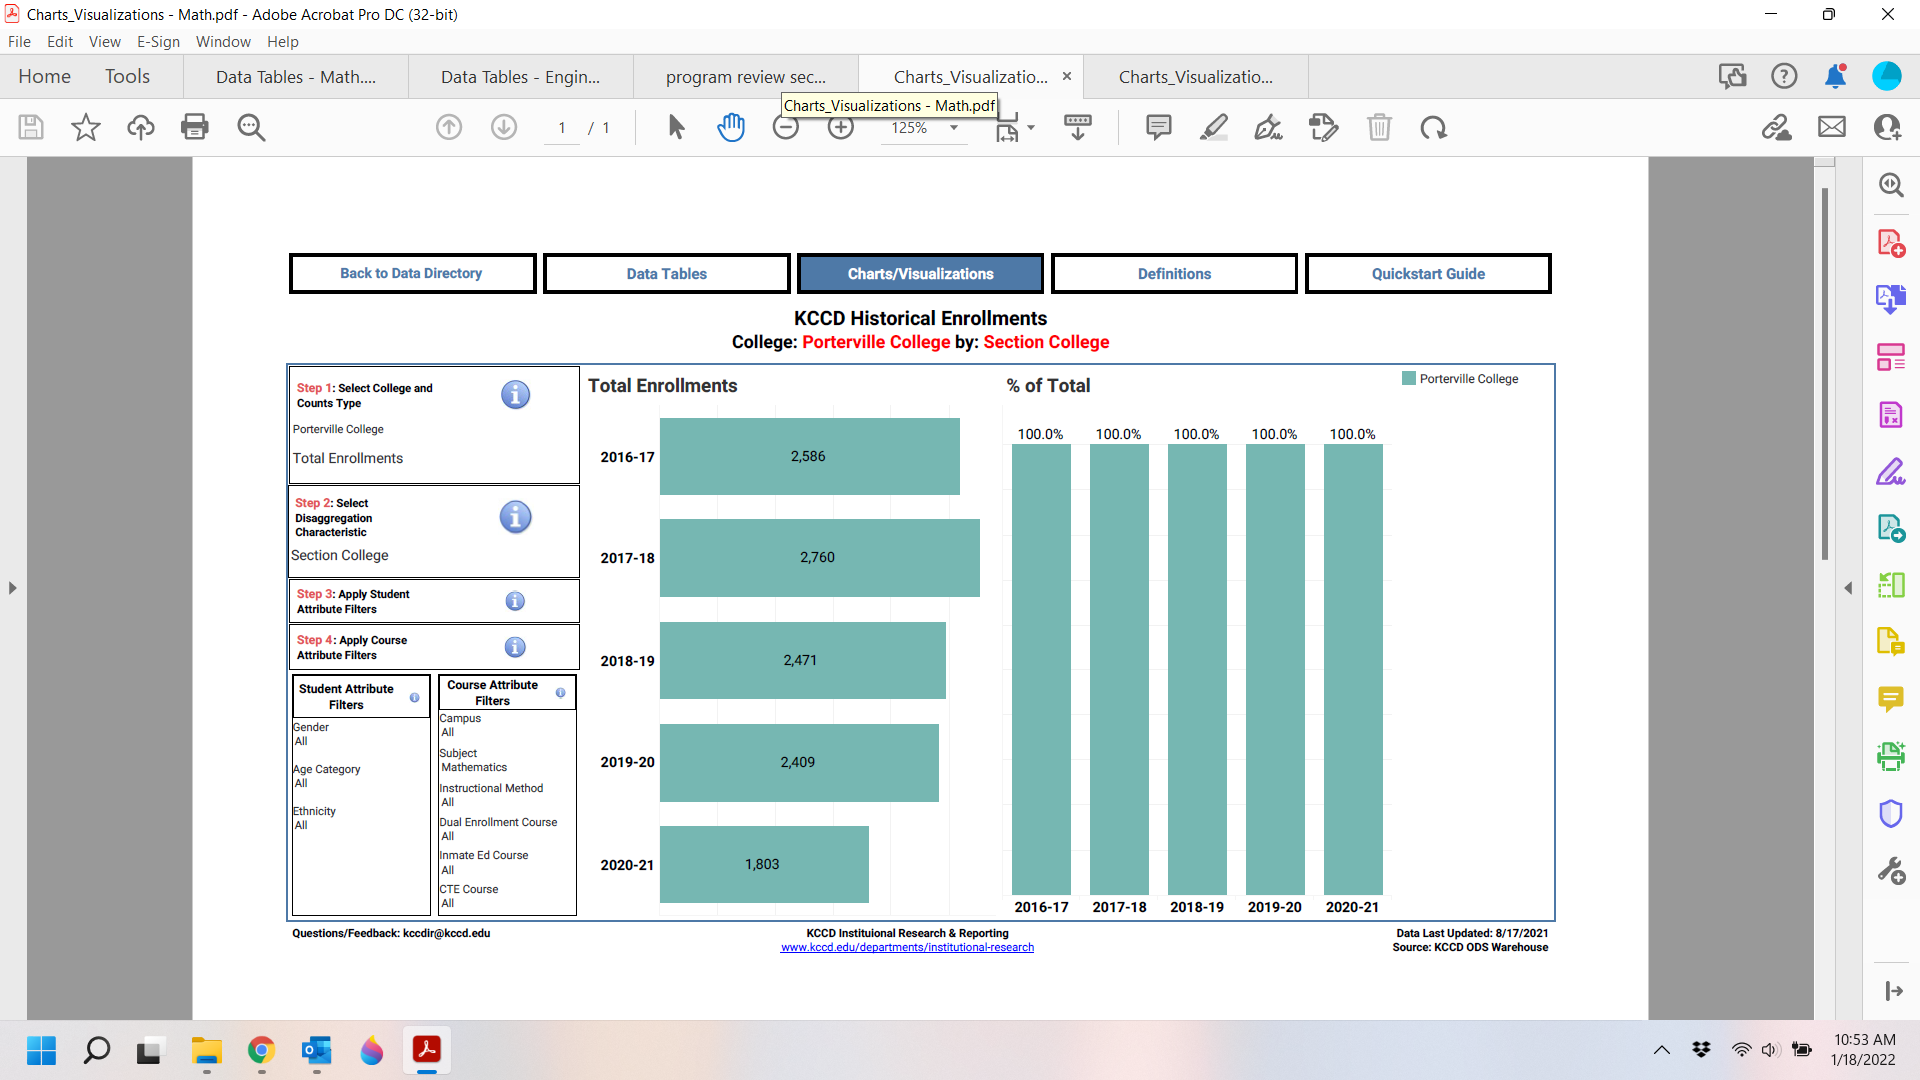 Charts_Visualizations - Math.pdf - Adobe Acrobat Pro DC (32-bit)
File Edit View E-Sign Window Help
Home Tools Data Tables - Math.... Data Tables - Engin... program review sec... Charts_Visualizatio... × Charts_Visualizatio...
Charts_Visualizations - Math.pdf
1 / 1 125%
Back to Data Directory Data Tables Charts/Visualizations Definitions Quickstart Guide
KCCD Historical Enrollments
College: Porterville College by: Section College
Step 1: Select College and
Counts Type
Porterville College
Total Enrollments
Step 2: Select
Disaggregation
Characteristic
Section College
Step 3: Apply Student
Attribute Filters
Step 4: Apply Course
Attribute Filters
Student Attribute
Filters
Gender
All
Age Category
All
Ethnicity
All
Course Attribute
Filters
Campus
All
Subject
Mathematics
Instructional Method
All
Dual Enrollment Course
All
Inmate Ed Course
All
CTE Course
All
Total Enrollments
2016-17 2,586
2017-18 2,760
2018-19 2,471
2019-20 2,409
2020-21 1,803
% of Total
Porterville College
100.0% 100.0% 100.0% 100.0% 100.0%
2016-17 2017-18 2018-19 2019-20 2020-21
Questions/Feedback: kccdir@kccd.edu
KCCD Instituional Research & Reporting
www.kccd.edu/departments/institutional-research
Data Last Updated: 8/17/2021
Source: KCCD ODS Warehouse
10:53 AM
1/18/2022